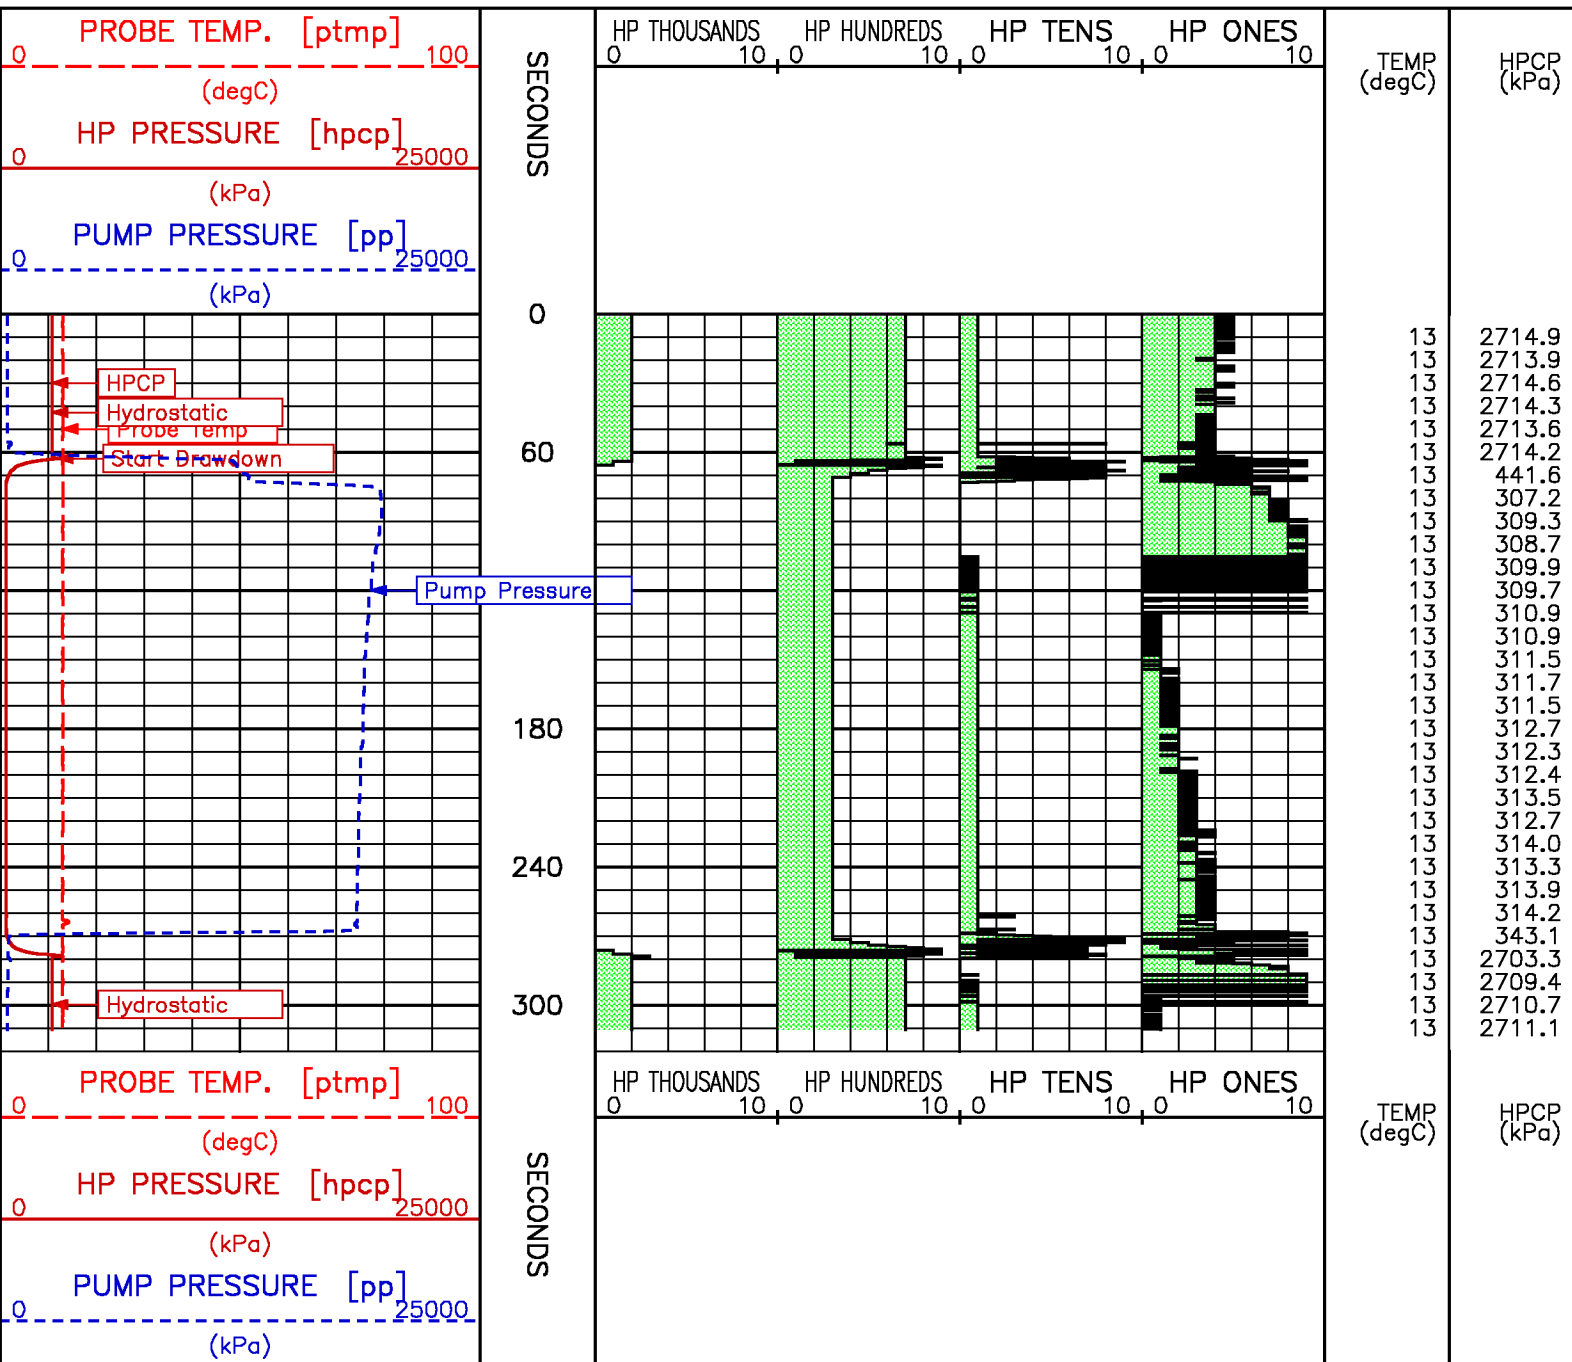 PROBE TEMP. [ptmp]
0 100
(degC)
HP PRESSURE [hpcp]
0 25000
(kPa)
PUMP PRESSURE [pp]
0 25000
(kPa)
SECONDS
HP THOUSANDS
0 10
HP HUNDREDS
0 10
HP TENS
0 10
HP ONES
0 10
TEMP
(degC)
HPCP
(kPa)
0
60
180
240
300
HPCP
Hydrostatic
Probe Temp
Start Drawdown
Pump Pressure
Hydrostatic
13 2714.9
13 2713.9
13 2714.6
13 2714.3
13 2713.6
13 2714.2
13 441.6
13 307.2
13 309.3
13 308.7
13 309.9
13 309.7
13 310.9
13 310.9
13 311.5
13 311.7
13 311.5
13 312.7
13 312.3
13 312.4
13 313.5
13 312.7
13 314.0
13 313.3
13 313.9
13 314.2
13 343.1
13 2703.3
13 2709.4
13 2710.7
13 2711.1
PROBE TEMP. [ptmp]
0 100
(degC)
HP PRESSURE [hpcp]
0 25000
(kPa)
PUMP PRESSURE [pp]
0 25000
(kPa)
SECONDS
HP THOUSANDS
0 10
HP HUNDREDS
0 10
HP TENS
0 10
HP ONES
0 10
TEMP
(degC)
HPCP
(kPa)